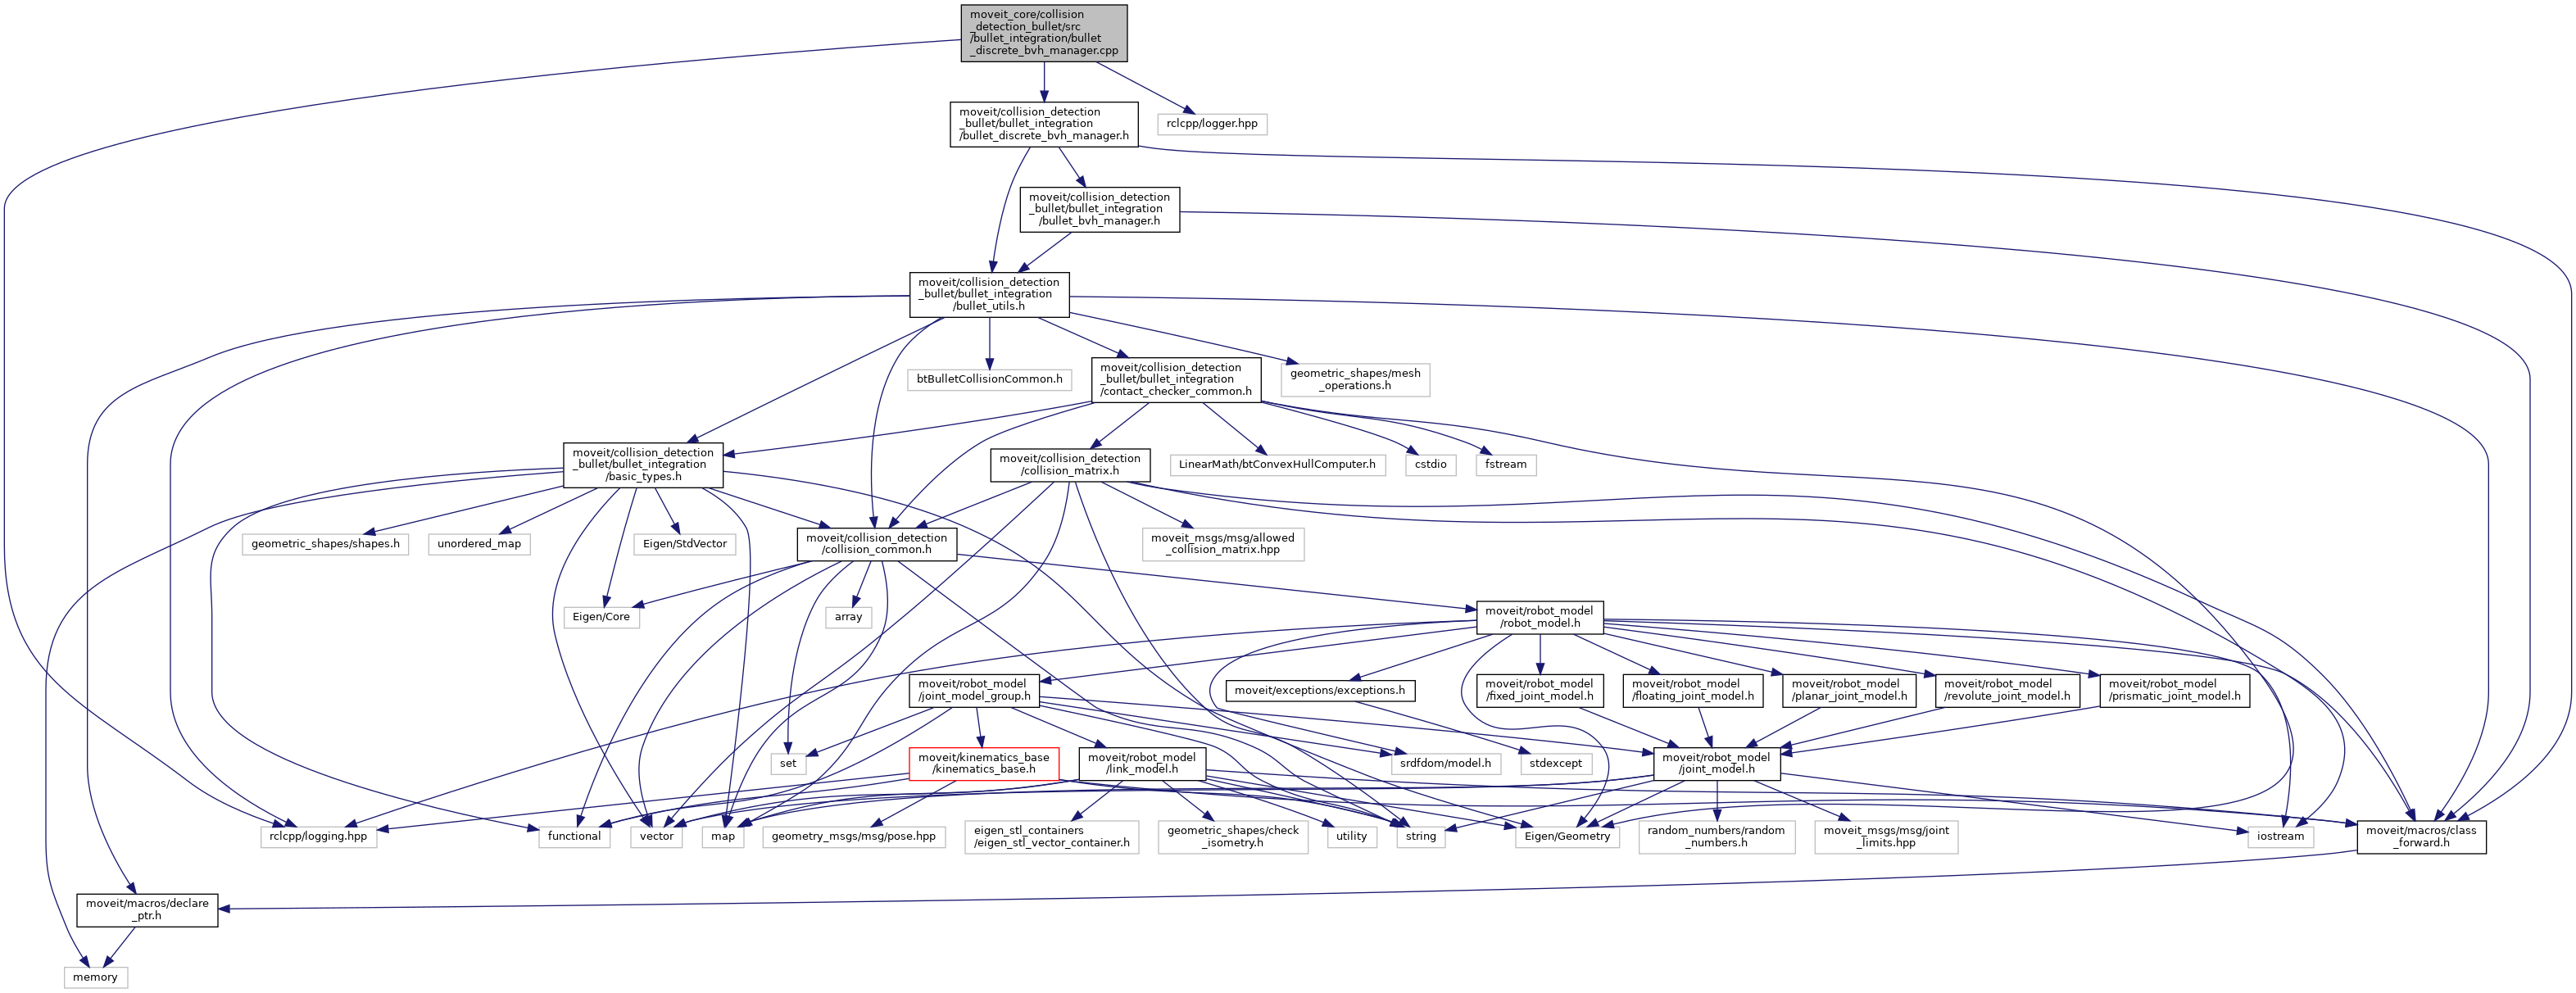 moveit_core/collision
_detection_bullet/src
/bullet_integration/bullet
_discrete_bvh_manager.cpp
moveit/collision_detection
_bullet/bullet_integration
/bullet_discrete_bvh_manager.h
rclcpp/logger.hpp
moveit/collision_detection
_bullet/bullet_integration
/bullet_bvh_manager.h
moveit/collision_detection
_bullet/bullet_integration
/bullet_utils.h
btBulletCollisionCommon.h
moveit/collision_detection
_bullet/bullet_integration
/contact_checker_common.h
geometric_shapes/mesh
_operations.h
moveit/collision_detection
_bullet/bullet_integration
/basic_types.h
moveit/collision_detection
/collision_matrix.h
LinearMath/btConvexHullComputer.h
cstdio
fstream
geometric_shapes/shapes.h
unordered_map
Eigen/StdVector
moveit/collision_detection
/collision_common.h
moveit_msgs/msg/allowed
_collision_matrix.hpp
Eigen/Core
array
moveit/robot_model
/robot_model.h
moveit/robot_model
/joint_model_group.h
moveit/exceptions/exceptions.h
moveit/robot_model
/fixed_joint_model.h
moveit/robot_model
/floating_joint_model.h
moveit/robot_model
/planar_joint_model.h
moveit/robot_model
/revolute_joint_model.h
moveit/robot_model
/prismatic_joint_model.h
set
moveit/kinematics_base
/kinematics_base.h
moveit/robot_model
/link_model.h
srdfdom/model.h
stdexcept
moveit/robot_model
/joint_model.h
rclcpp/logging.hpp
functional
vector
map
geometry_msgs/msg/pose.hpp
eigen_stl_containers
/eigen_stl_vector_container.h
geometric_shapes/check
_isometry.h
utility
string
Eigen/Geometry
random_numbers/random
_numbers.h
moveit_msgs/msg/joint
_limits.hpp
iostream
moveit/macros/class
_forward.h
moveit/macros/declare
_ptr.h
memory